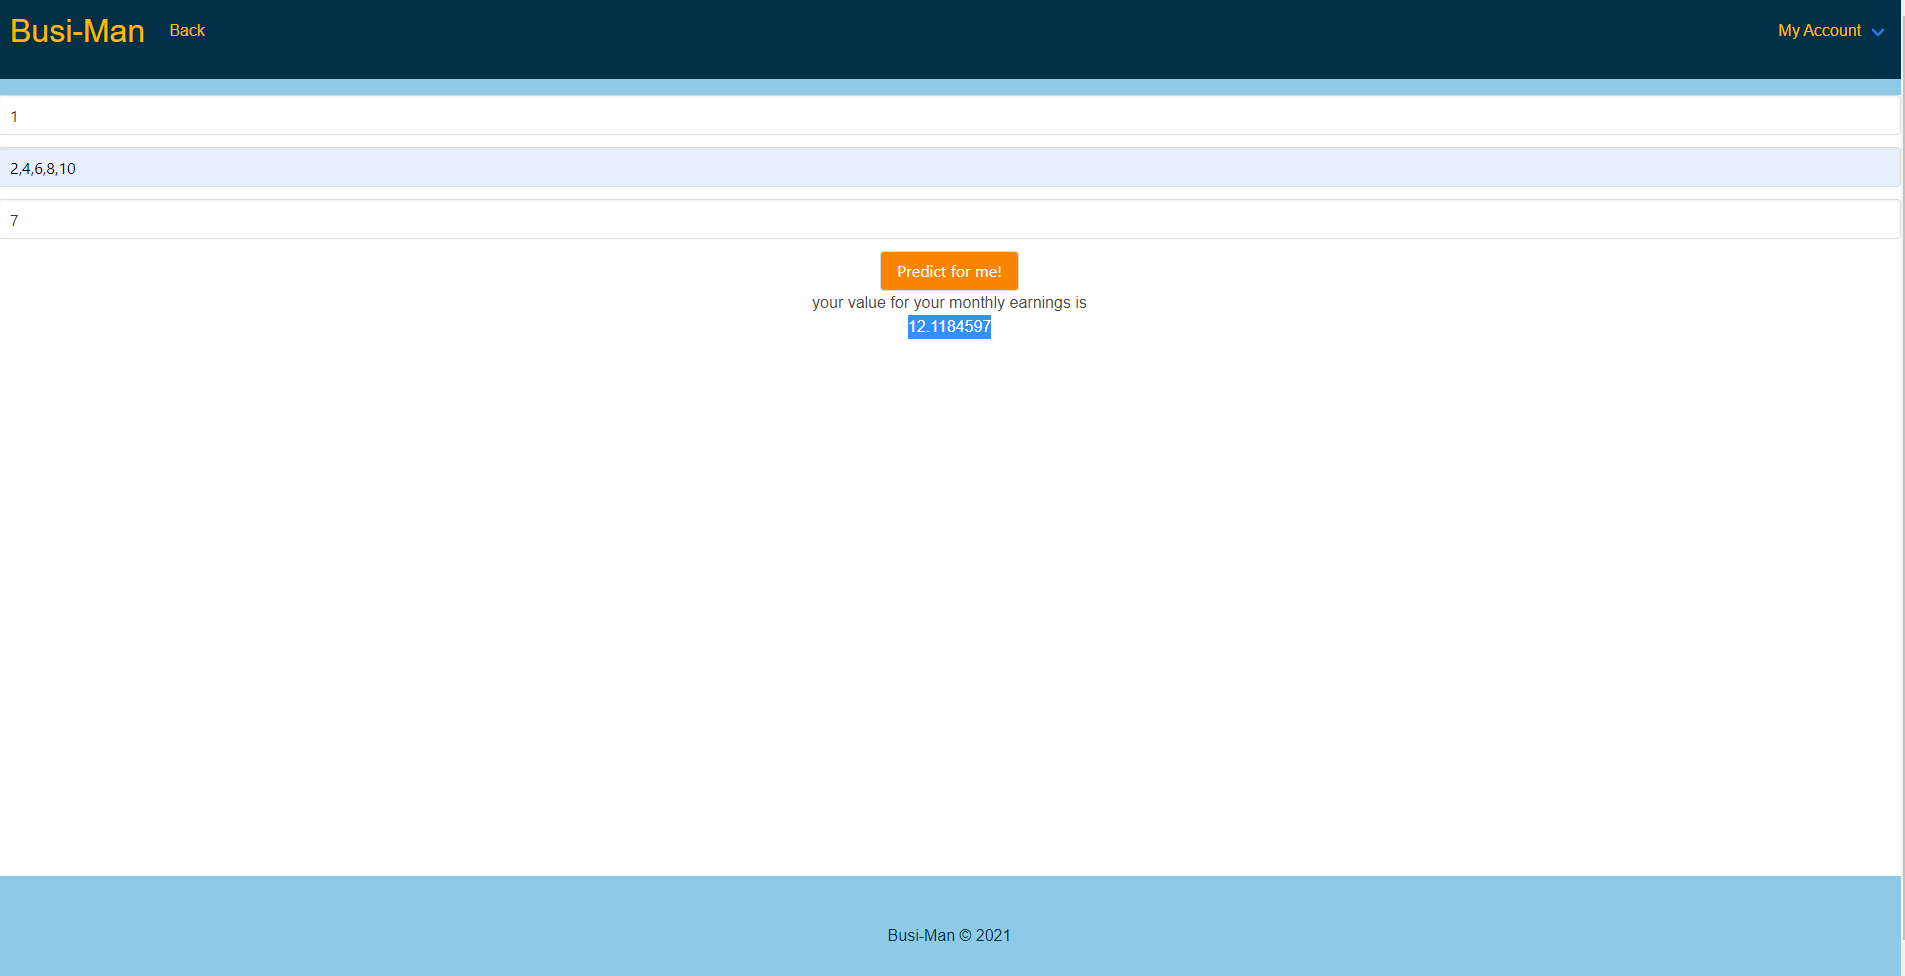 Busi-Man Back My Account
1
2,4,6,8,10
7
Predict for me!
your value for your monthly earnings is
12.1184597
Busi-Man © 2021